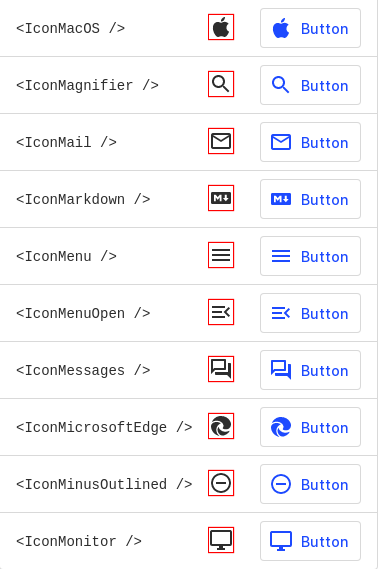 <IconMacOS /> Button
<IconMagnifier /> Button
<IconMail /> Button
<IconMarkdown /> Button
<IconMenu /> Button
<IconMenuOpen /> Button
<IconMessages /> Button
<IconMicrosoftEdge /> Button
<IconMinusOutlined /> Button
<IconMonitor /> Button